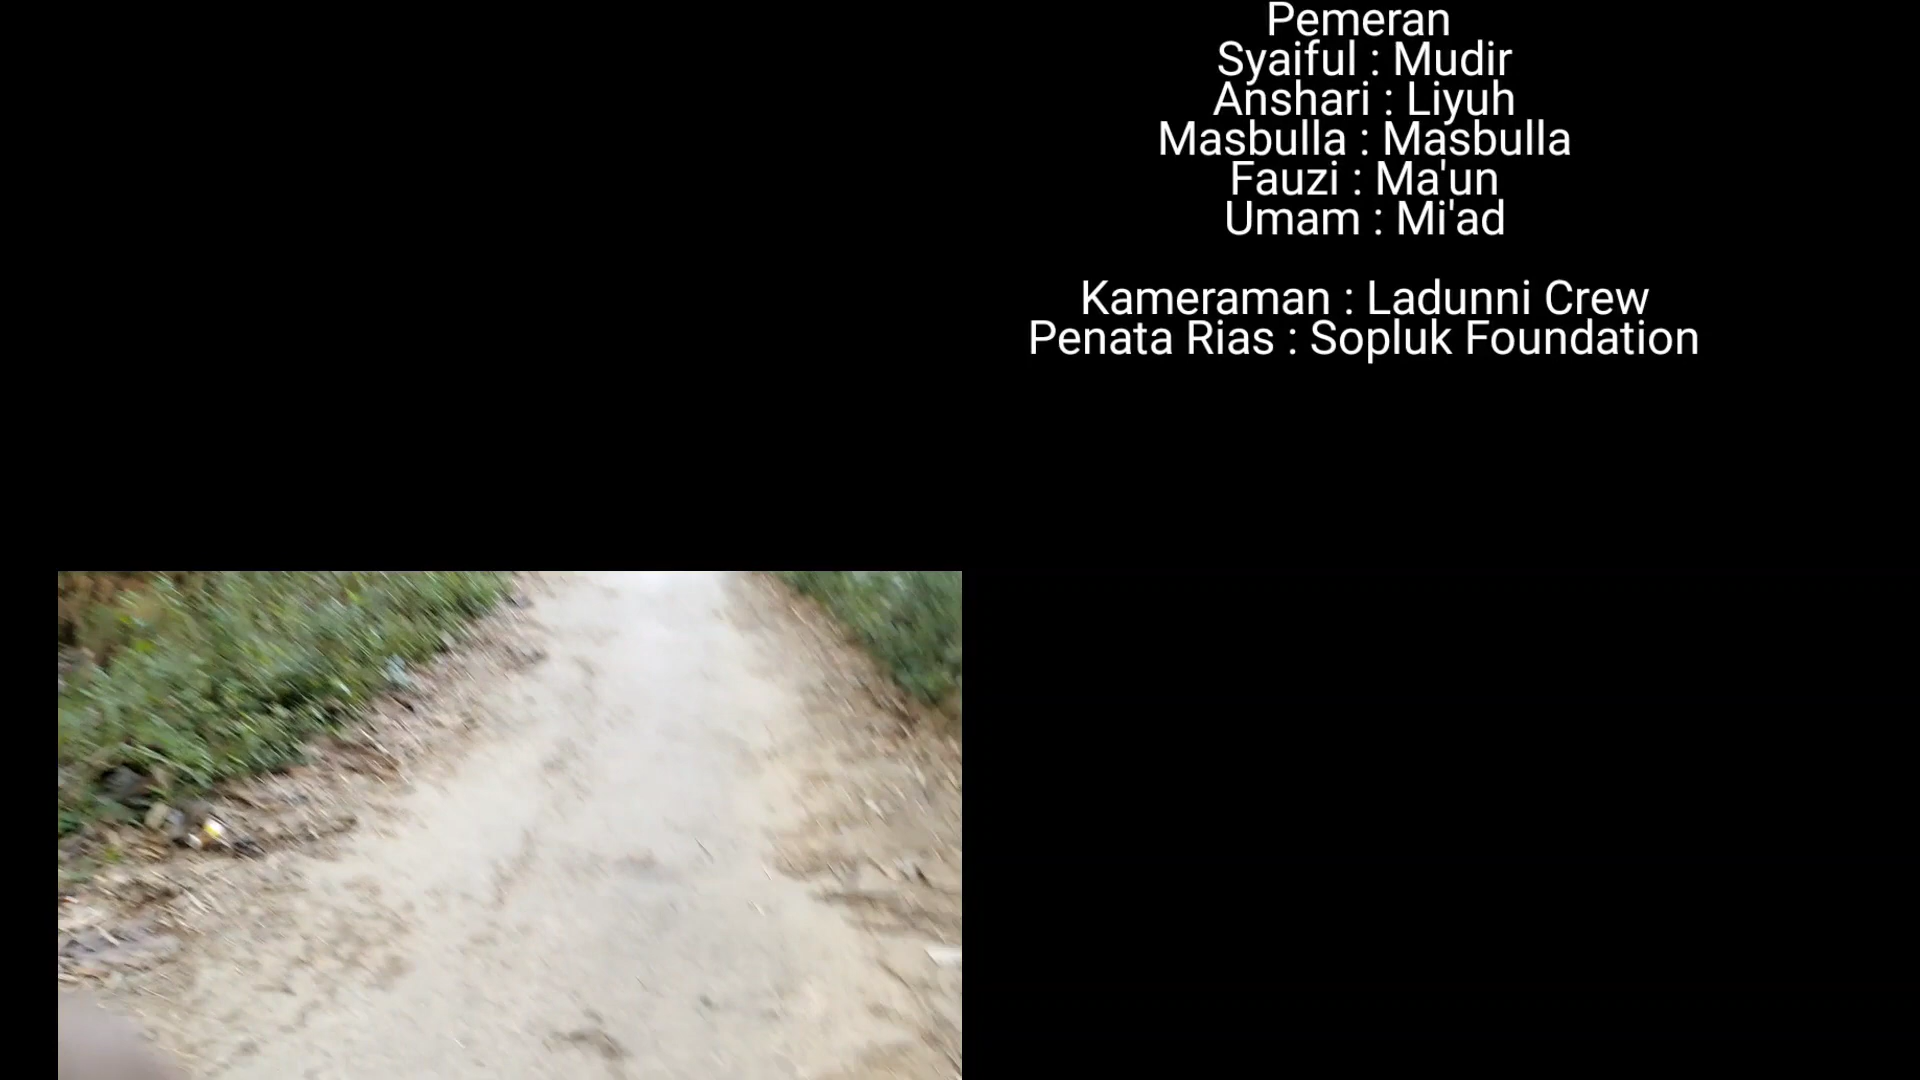 Pemeran
Syaiful : Mudir
Anshari : Liyuh
Masbulla : Masbulla
Fauzi : Ma'un
Umam : Mi'ad
Kameraman : Ladunni Crew
Penata Rias : Sopluk Foundation